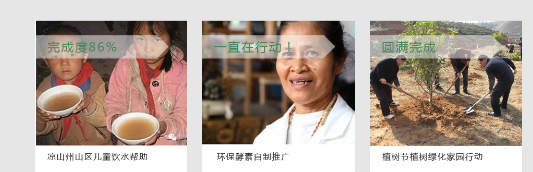 完成度86%
一直在行动！
圆满完成
凉山州山区儿童饮水帮助
环保酵素自制推广
植树节植树绿化家园行动